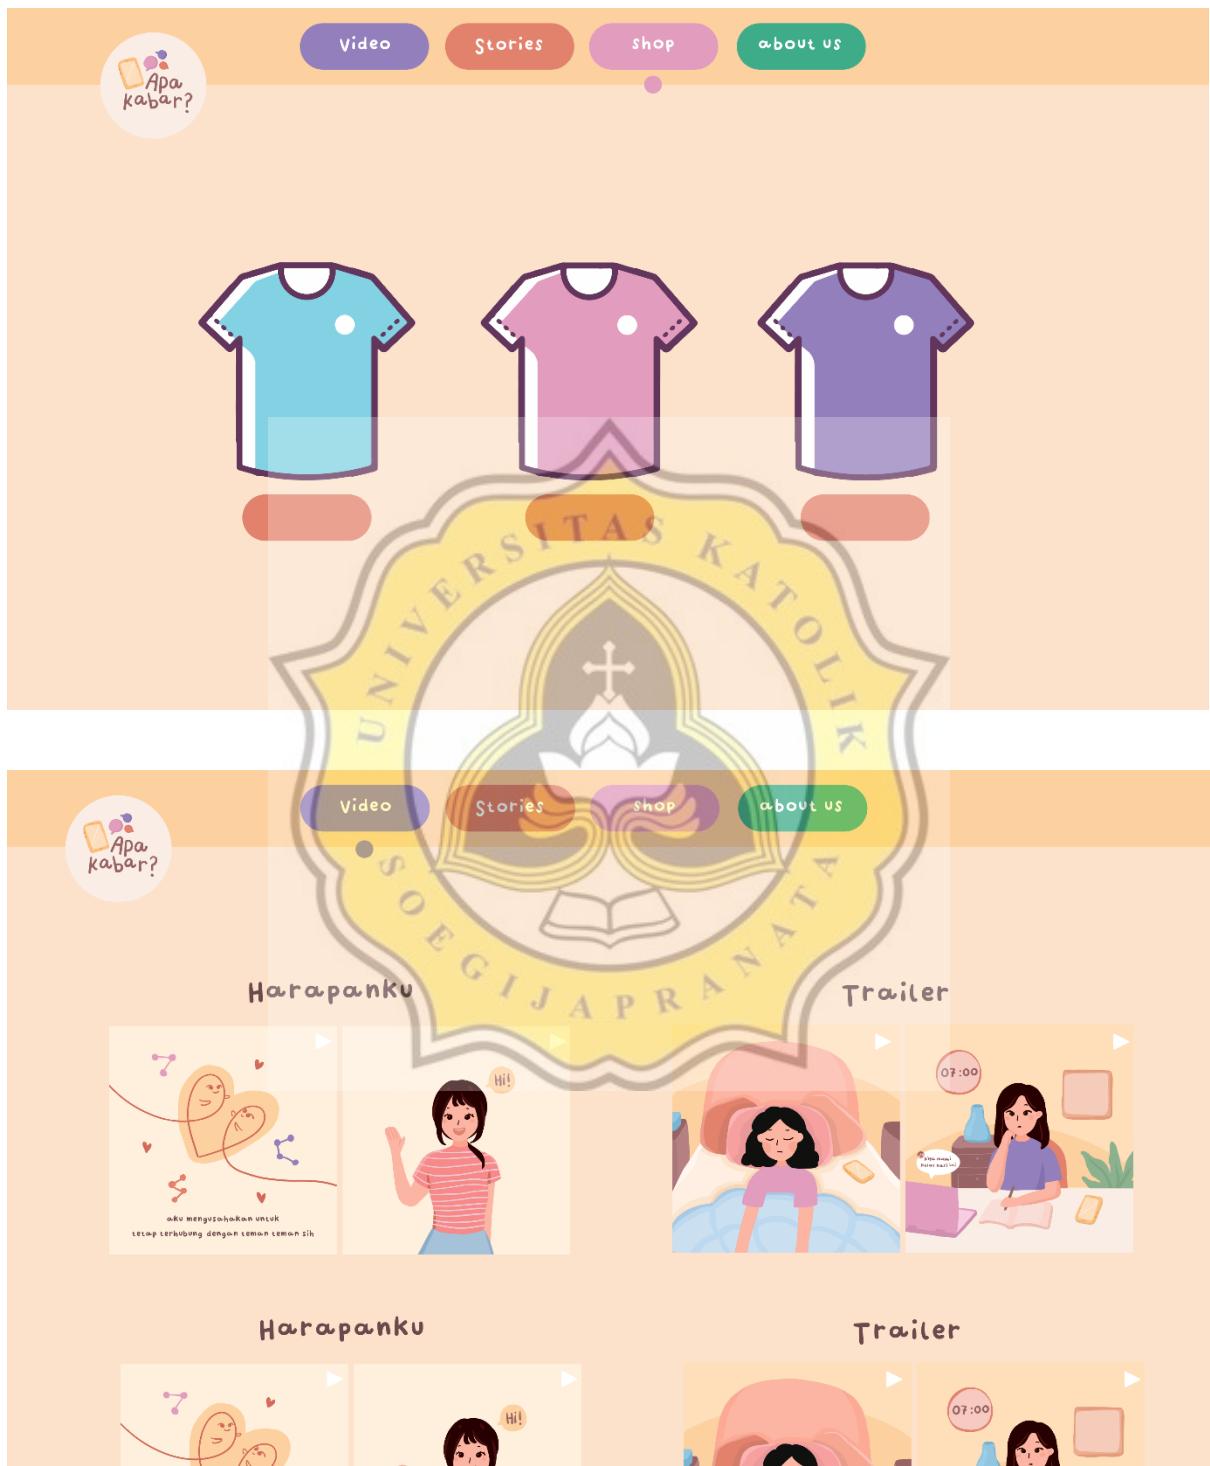 Apa
kabar?
Video
Stories
shop
about us
UNIVERSITAS KATOLIK
SOEGIJAPRANATA
Apa
kabar?
Video
Stories
shop
about us
Harapanku
Trailer
Hi!
07:00
aku mengusahakan untuk
tetap terhubung dengan teman teman sih
Harapanku
Trailer
Hi!
07:00